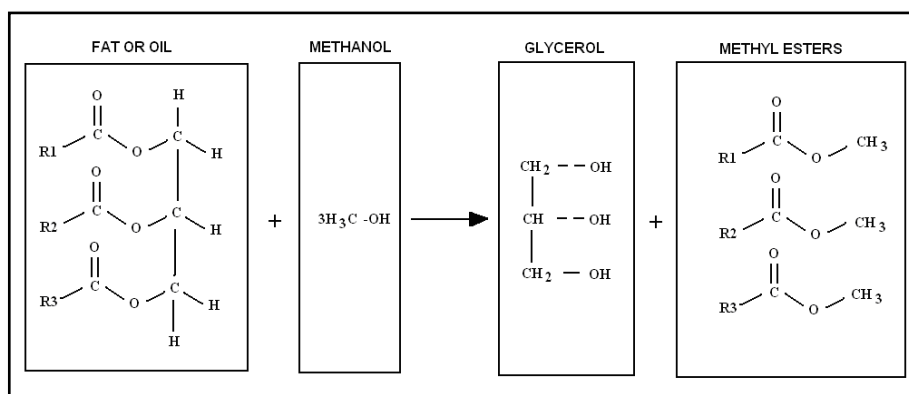 FAT OR OIL
METHANOL
GLYCEROL
METHYL ESTERS
O H
C C
R1 O H
O
C C
R2 O H
O
C C H
R3 O
H
+
3H₃C -OH
CH₂ OH
CH OH
CH₂ OH
+
O
C CH₃
R1 O
O
C CH₃
R2 O
O
C CH₃
R3 O